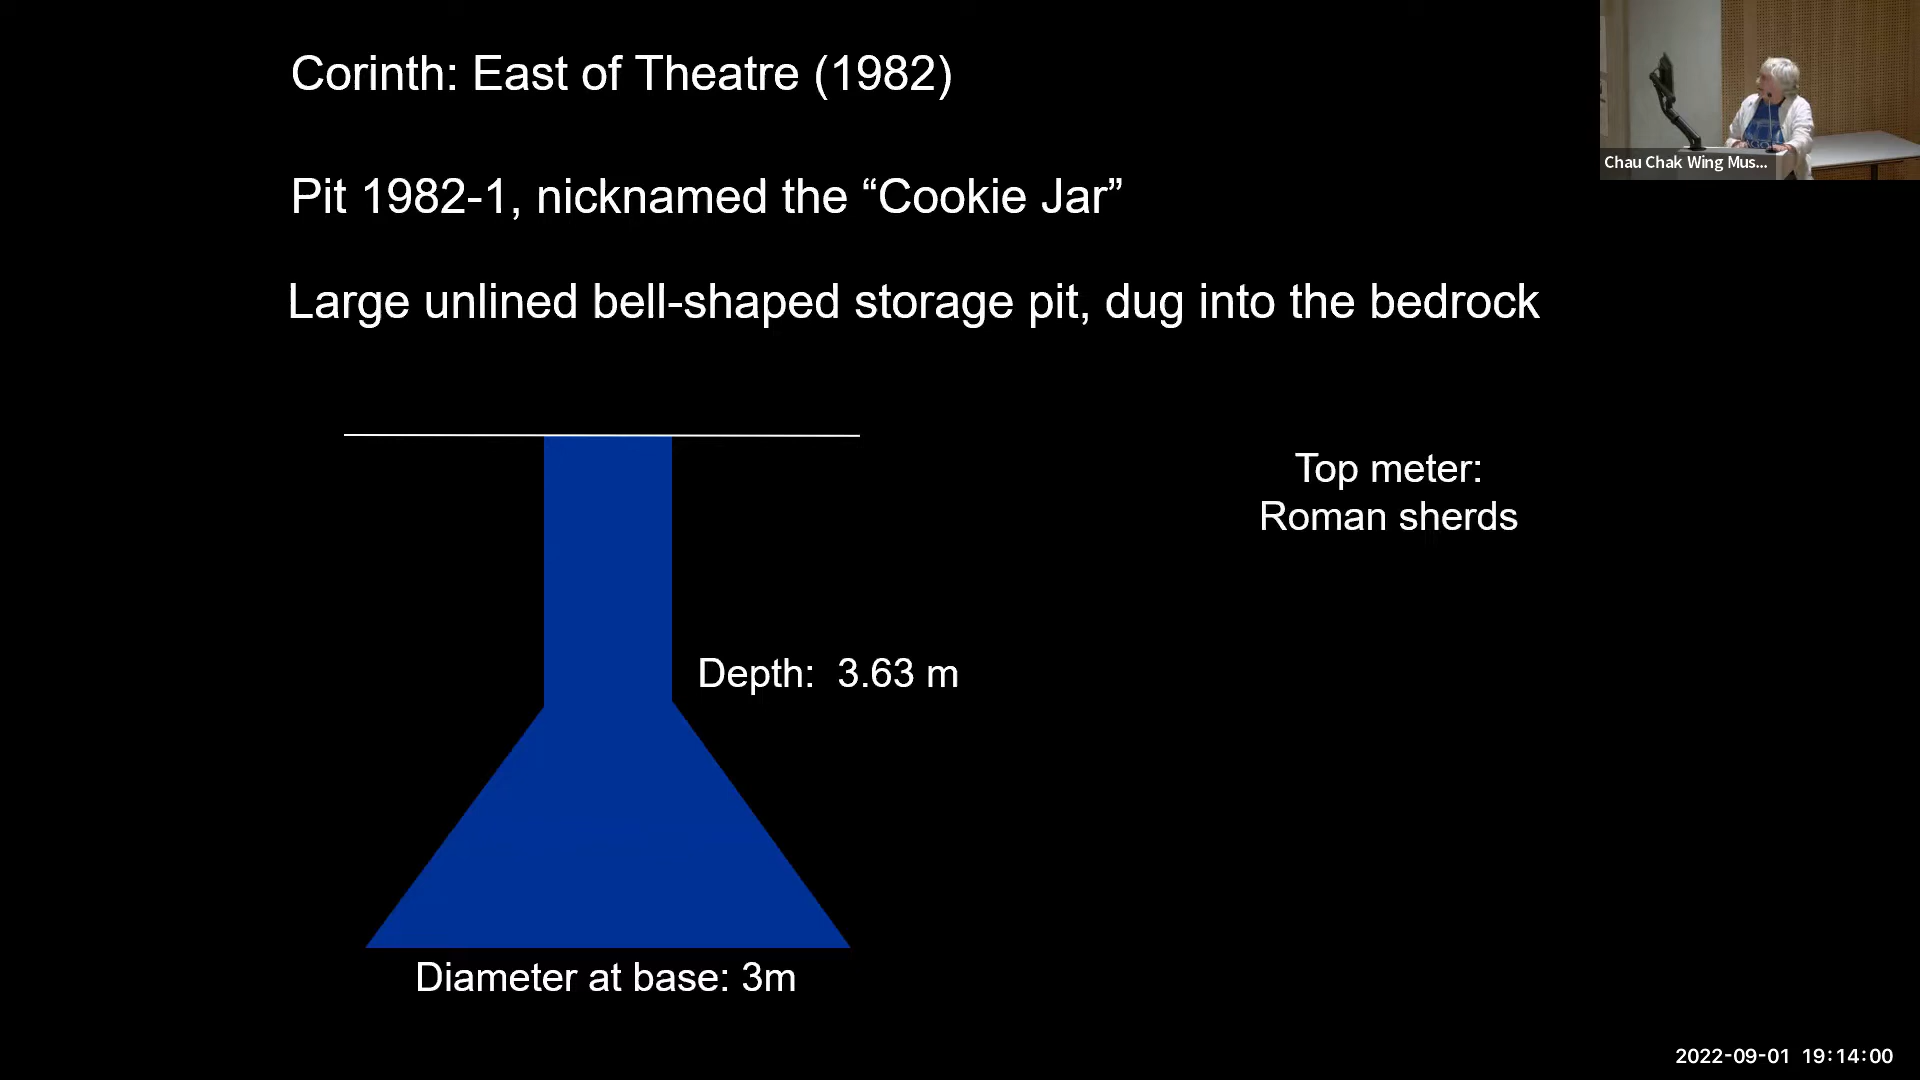 Corinth: East of Theatre (1982)
Chau Chak Wing Mus...
Pit 1982-1, nicknamed the “Cookie Jar”
Large unlined bell-shaped storage pit, dug into the bedrock
Top meter:
Roman sherds
Depth: 3.63 m
Diameter at base: 3m
2022-09-01 19:14:00